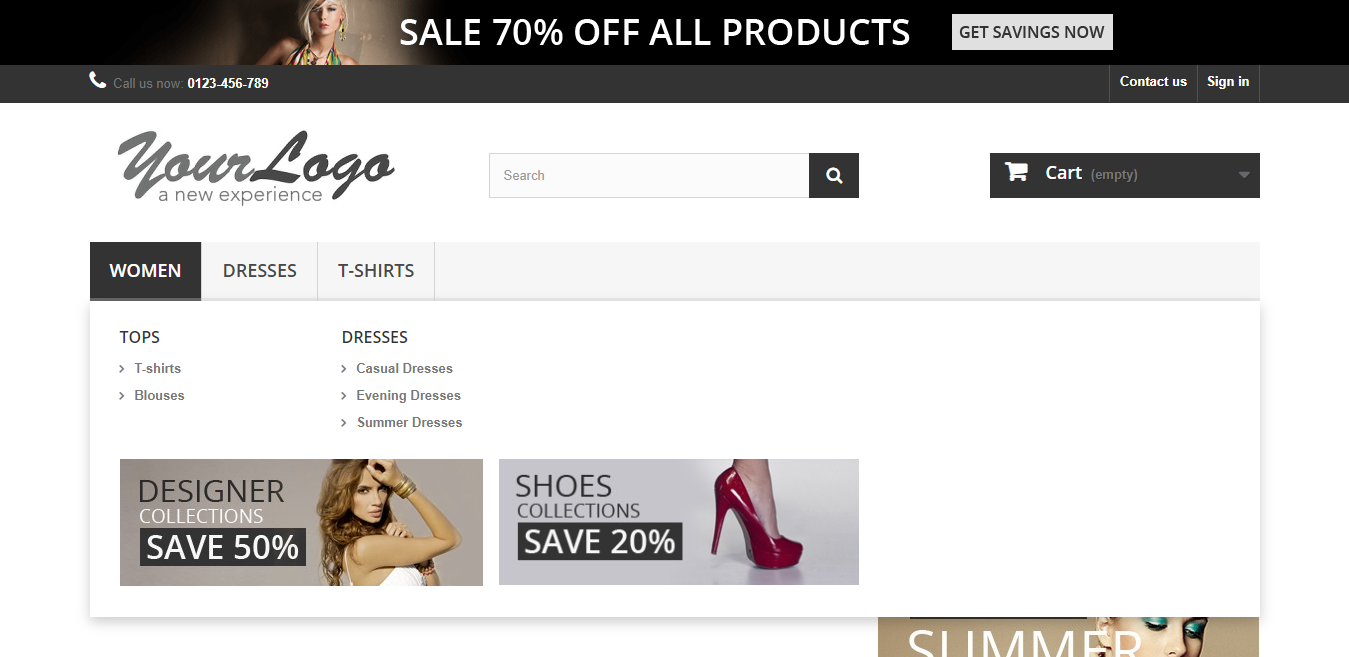 SALE 70% OFF ALL PRODUCTS GET SAVINGS NOW
Call us now: 0123-456-789 Contact us Sign in
Your Logo
a new experience
Search
Cart (empty)
WOMEN DRESSES T-SHIRTS
TOPS
T-shirts
Blouses
DRESSES
Casual Dresses
Evening Dresses
Summer Dresses
DESIGNER
COLLECTIONS
SAVE 50%
SHOES
COLLECTIONS
SAVE 20%
SUMMER